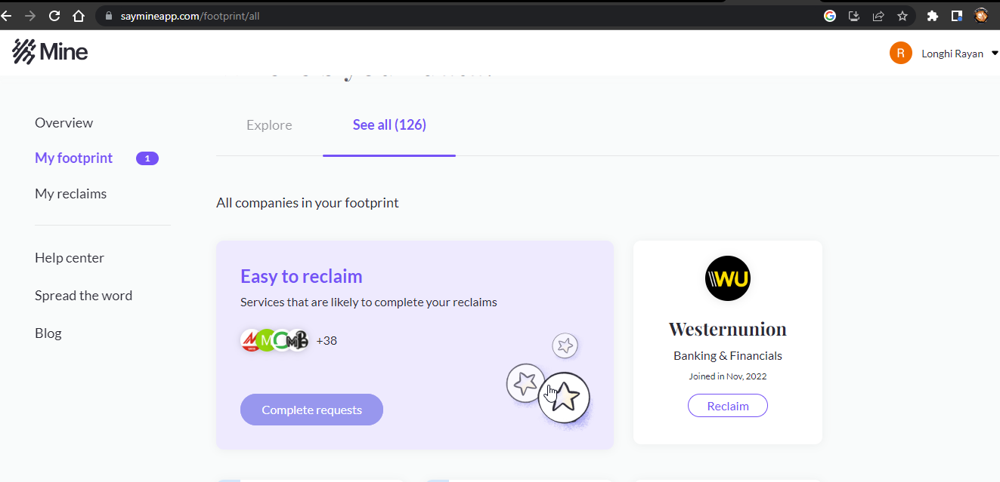 saymineapp.com/footprint/all
Mine
R
Longhi Rayan
Overview
Explore
See all (126)
My footprint
1
My reclaims
All companies in your footprint
Help center
Spread the word
Blog
Easy to reclaim
Services that are likely to complete your reclaims
+38
Complete requests
WU
Westernunion
Banking & Financials
Joined in Nov, 2022
Reclaim